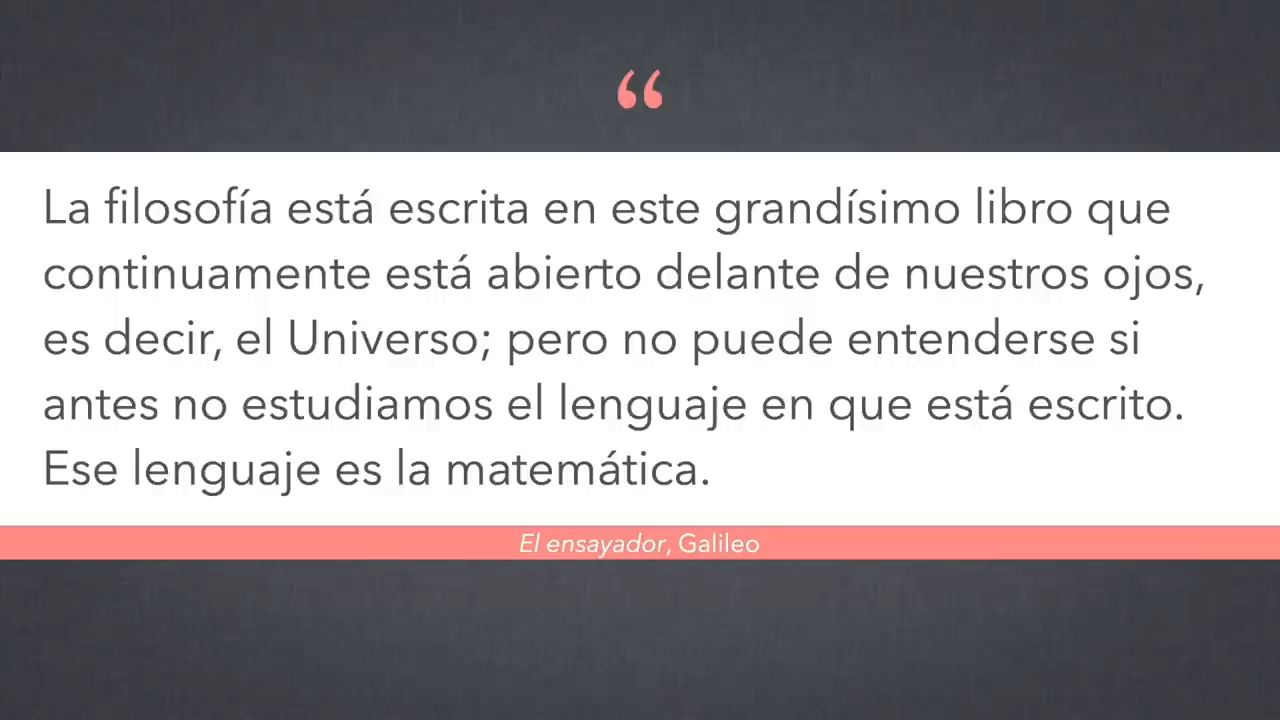 “
La filosofía está escrita en este grandísimo libro que
continuamente está abierto delante de nuestros ojos,
es decir, el Universo; pero no puede entenderse si
antes no estudiamos el lenguaje en que está escrito.
Ese lenguaje es la matemática.
El ensayador, Galileo